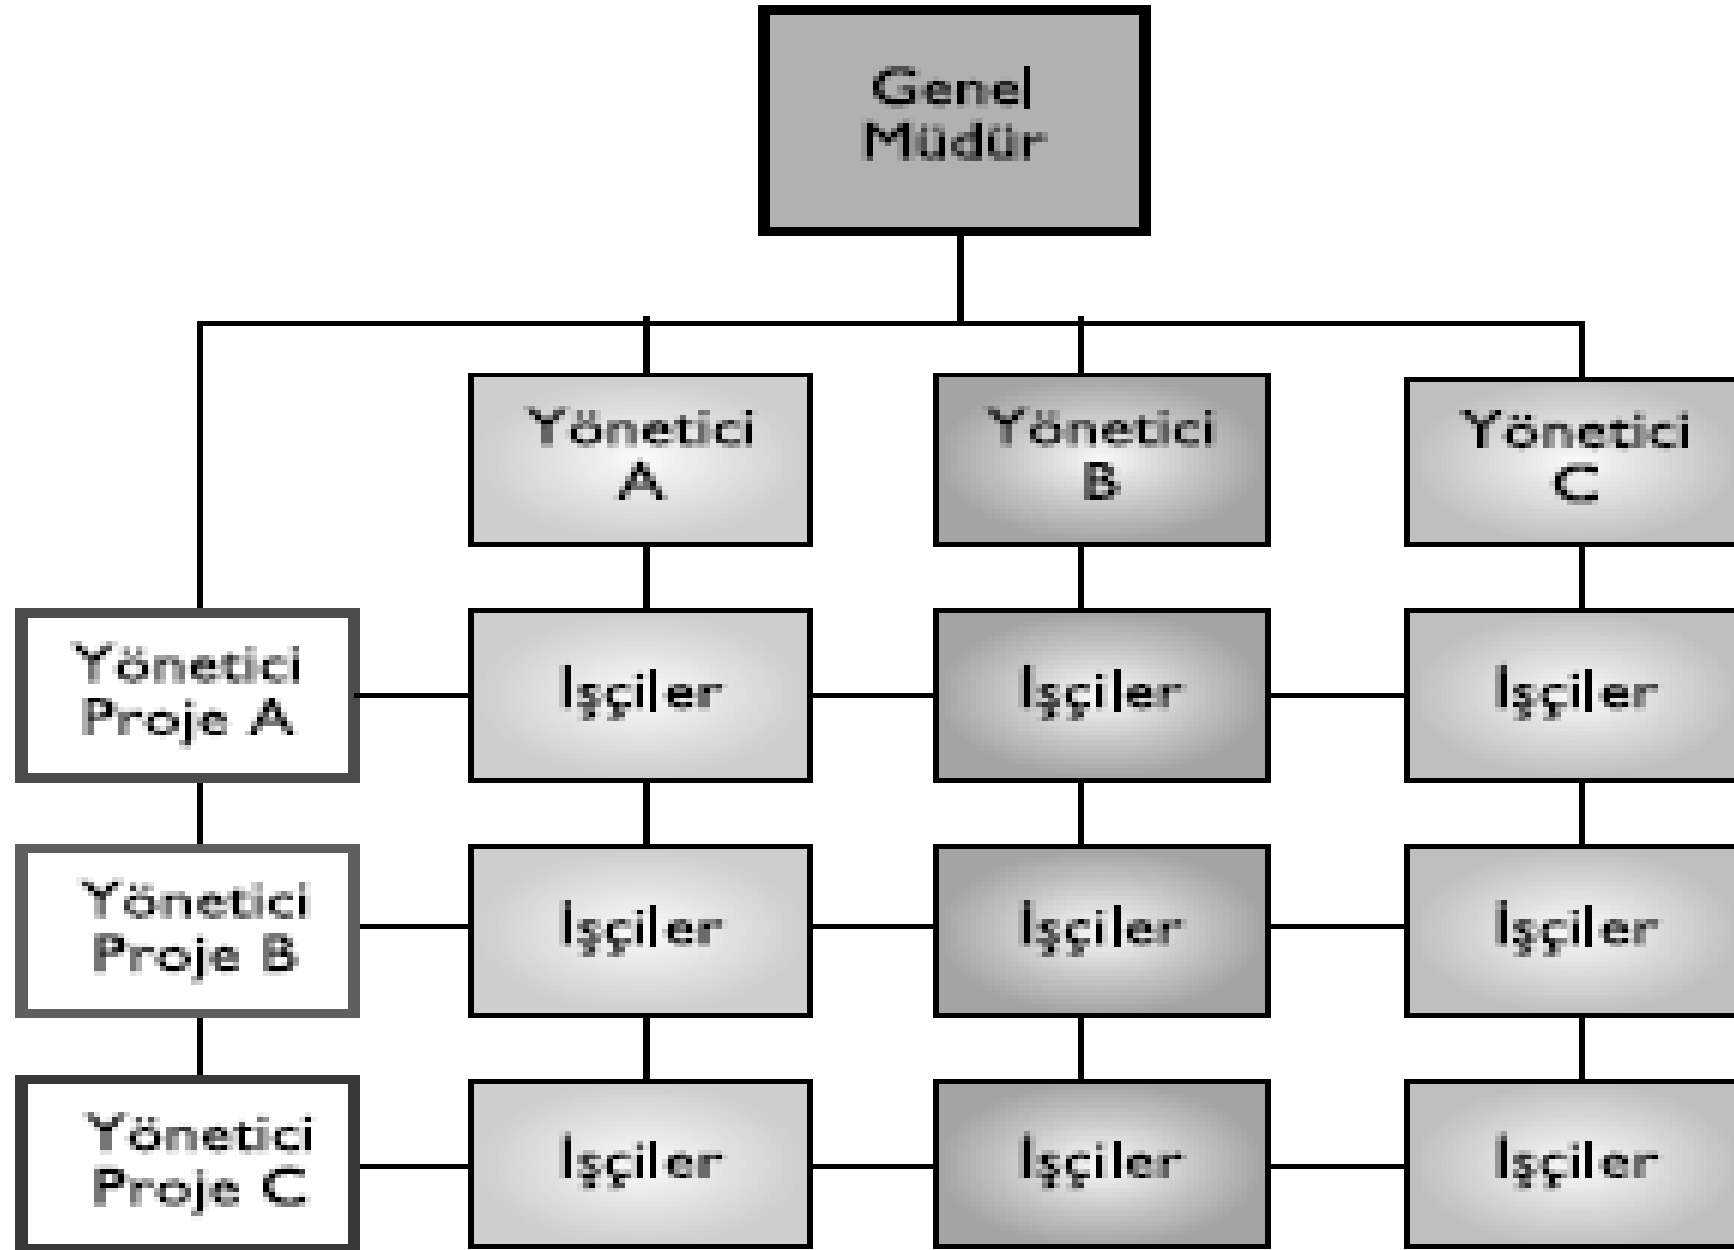 Genel
Müdür
Yönetici
A
Yönetici
B
Yönetici
C
Yönetici
Proje A
İşçiler
İşçiler
İşçiler
Yönetici
Proje B
İşçiler
İşçiler
İşçiler
Yönetici
Proje C
İşçiler
İşçiler
İşçiler